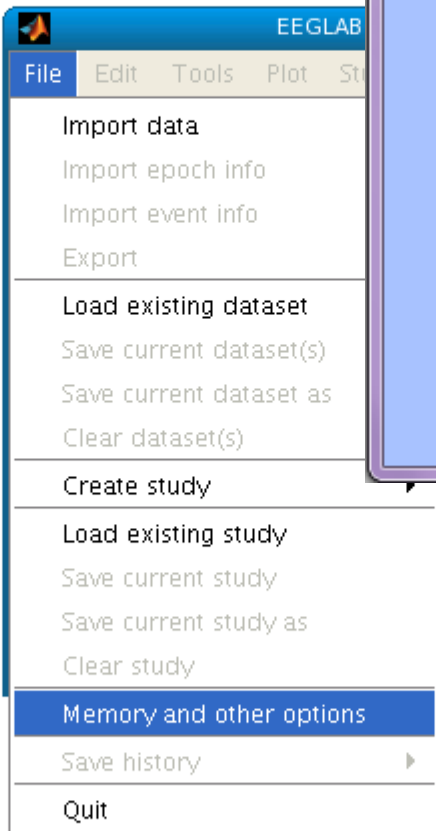 EEGLAB
File Edit Tools Plot
Import data
Import epoch info
Import event info
Export
Load existing dataset
Save current dataset(s)
Save current dataset as
Clear dataset(s)
Create study
Load existing study
Save current study
Save current study as
Clear study
Memory and other options
Save history
Quit